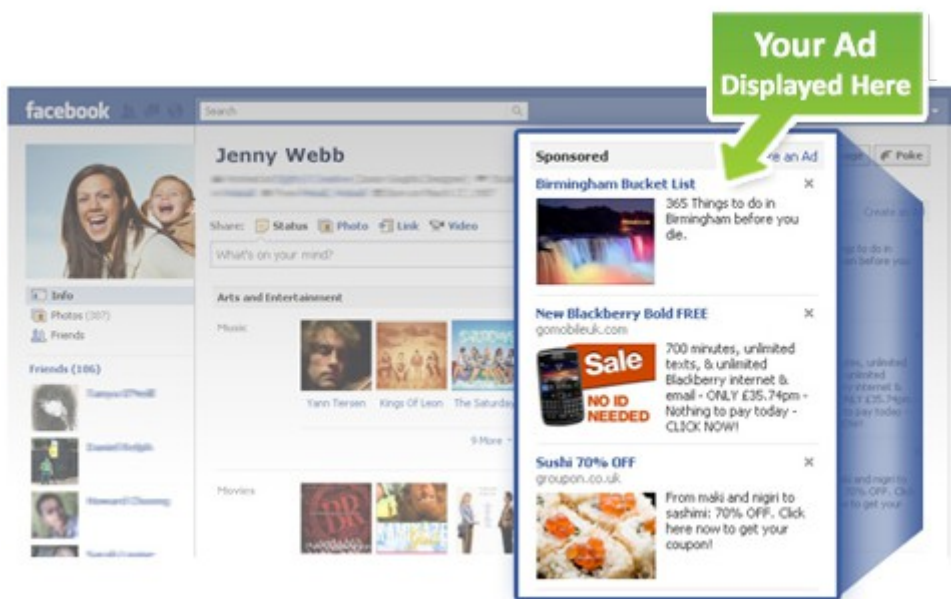 Your Ad
Displayed Here
facebook
Search
Jenny Webb
Share: Status Photo Link Video
What's on your mind?
Info
Photos (307)
Friends
Friends (106)
Arts and Entertainment
Music
Yann Tiersen Kings Of Leon The Saturday
9 More
Movies
Sponsored
an Ad
Birmingham Bucket List
365 Things to do in
Birmingham before you
die.
New Blackberry Bold FREE
gomobileuk.com
Sale
NO ID
NEEDED
700 minutes, unlimited
texts, & unlimited
Blackberry internet &
email - ONLY £35.74pm -
Nothing to pay today -
CLICK NOW!
Sushi 70% OFF
groupon.co.uk
From maki and nigiri to
sashimi: 70% OFF. Click
here now to get your
coupon!
Poke